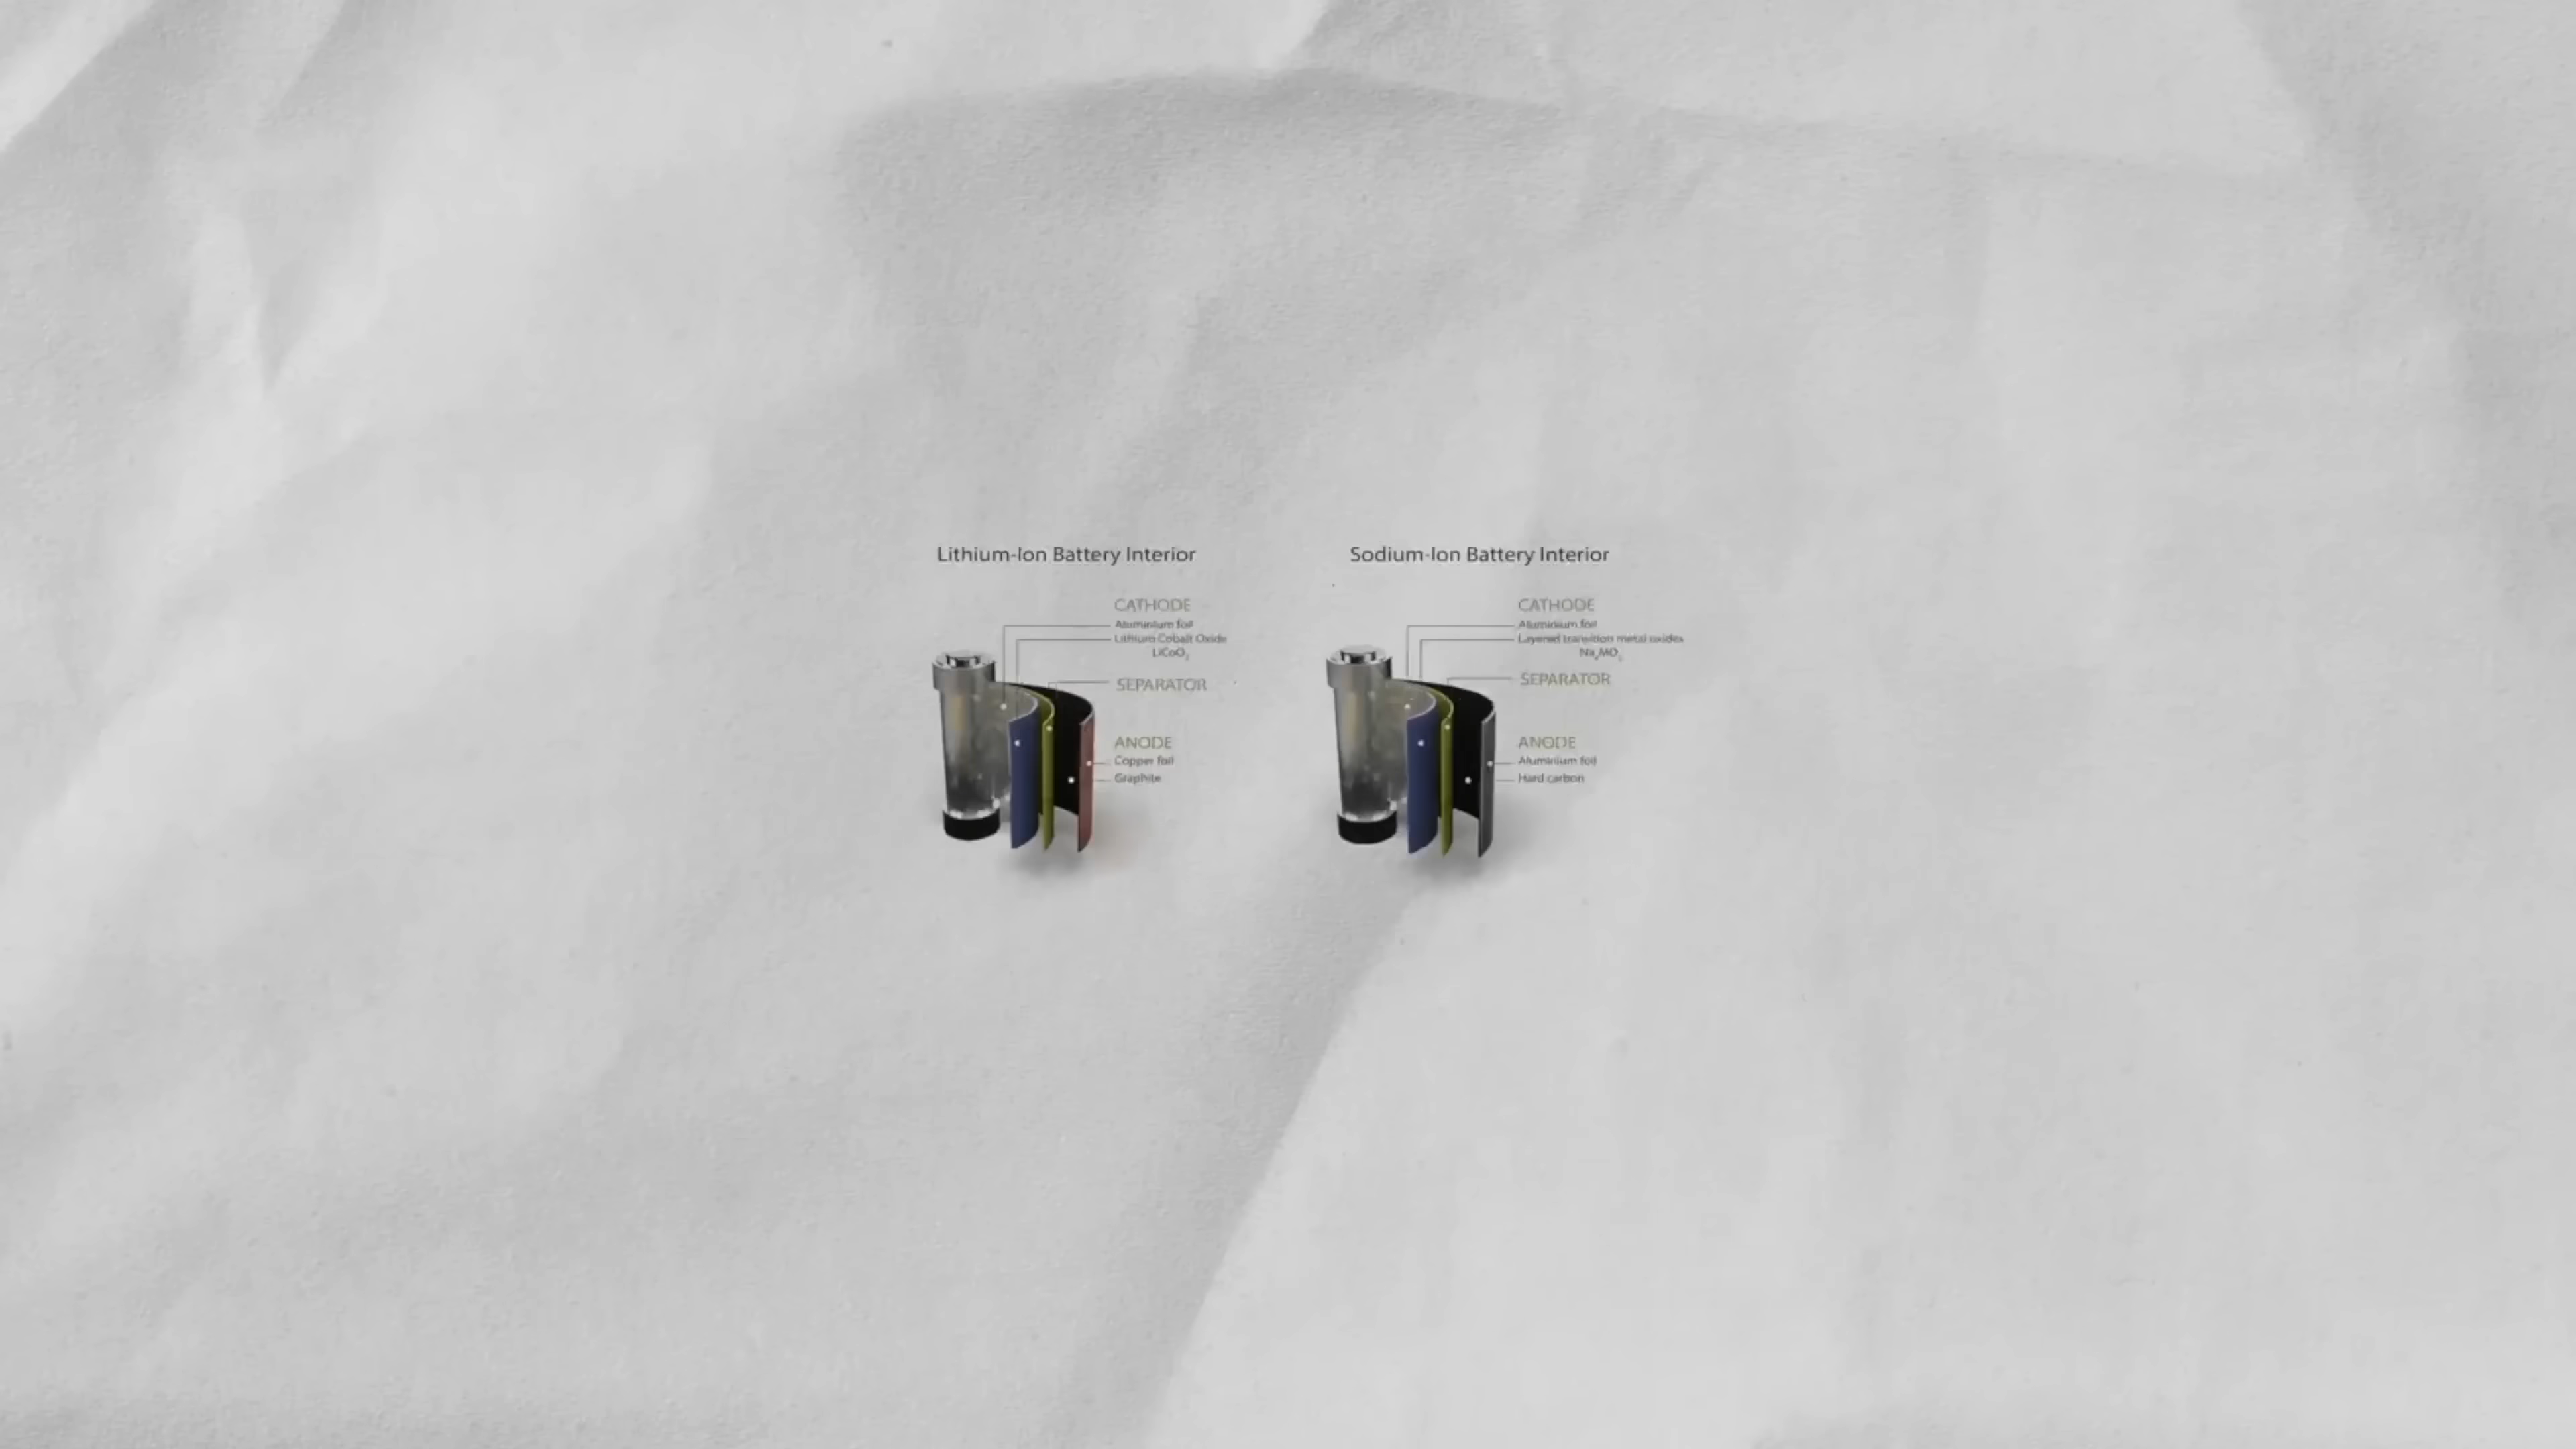 Lithium-Ion Battery Interior
CATHODE
Aluminium foil
Lithium Cobalt Oxide
LiCoO₂
SEPARATOR
ANODE
Copper foil
Graphite
Sodium-Ion Battery Interior
CATHODE
Aluminium foil
Layered transition metal oxides
NaₓMO₂
SEPARATOR
ANODE
Aluminium foil
Hard carbon